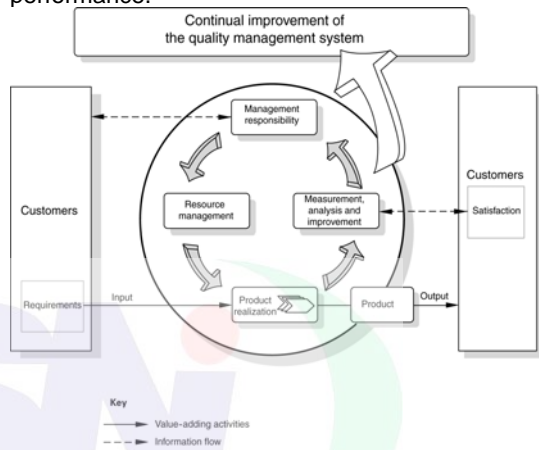 performance.
Continual improvement of
the quality management system
Management
responsibility
Customers
Customers
Resource
management
Measurement,
analysis and
improvement
Satisfaction
Requirements
Input
Product
realization
Product
Output
Key
Value-adding activities
Information flow